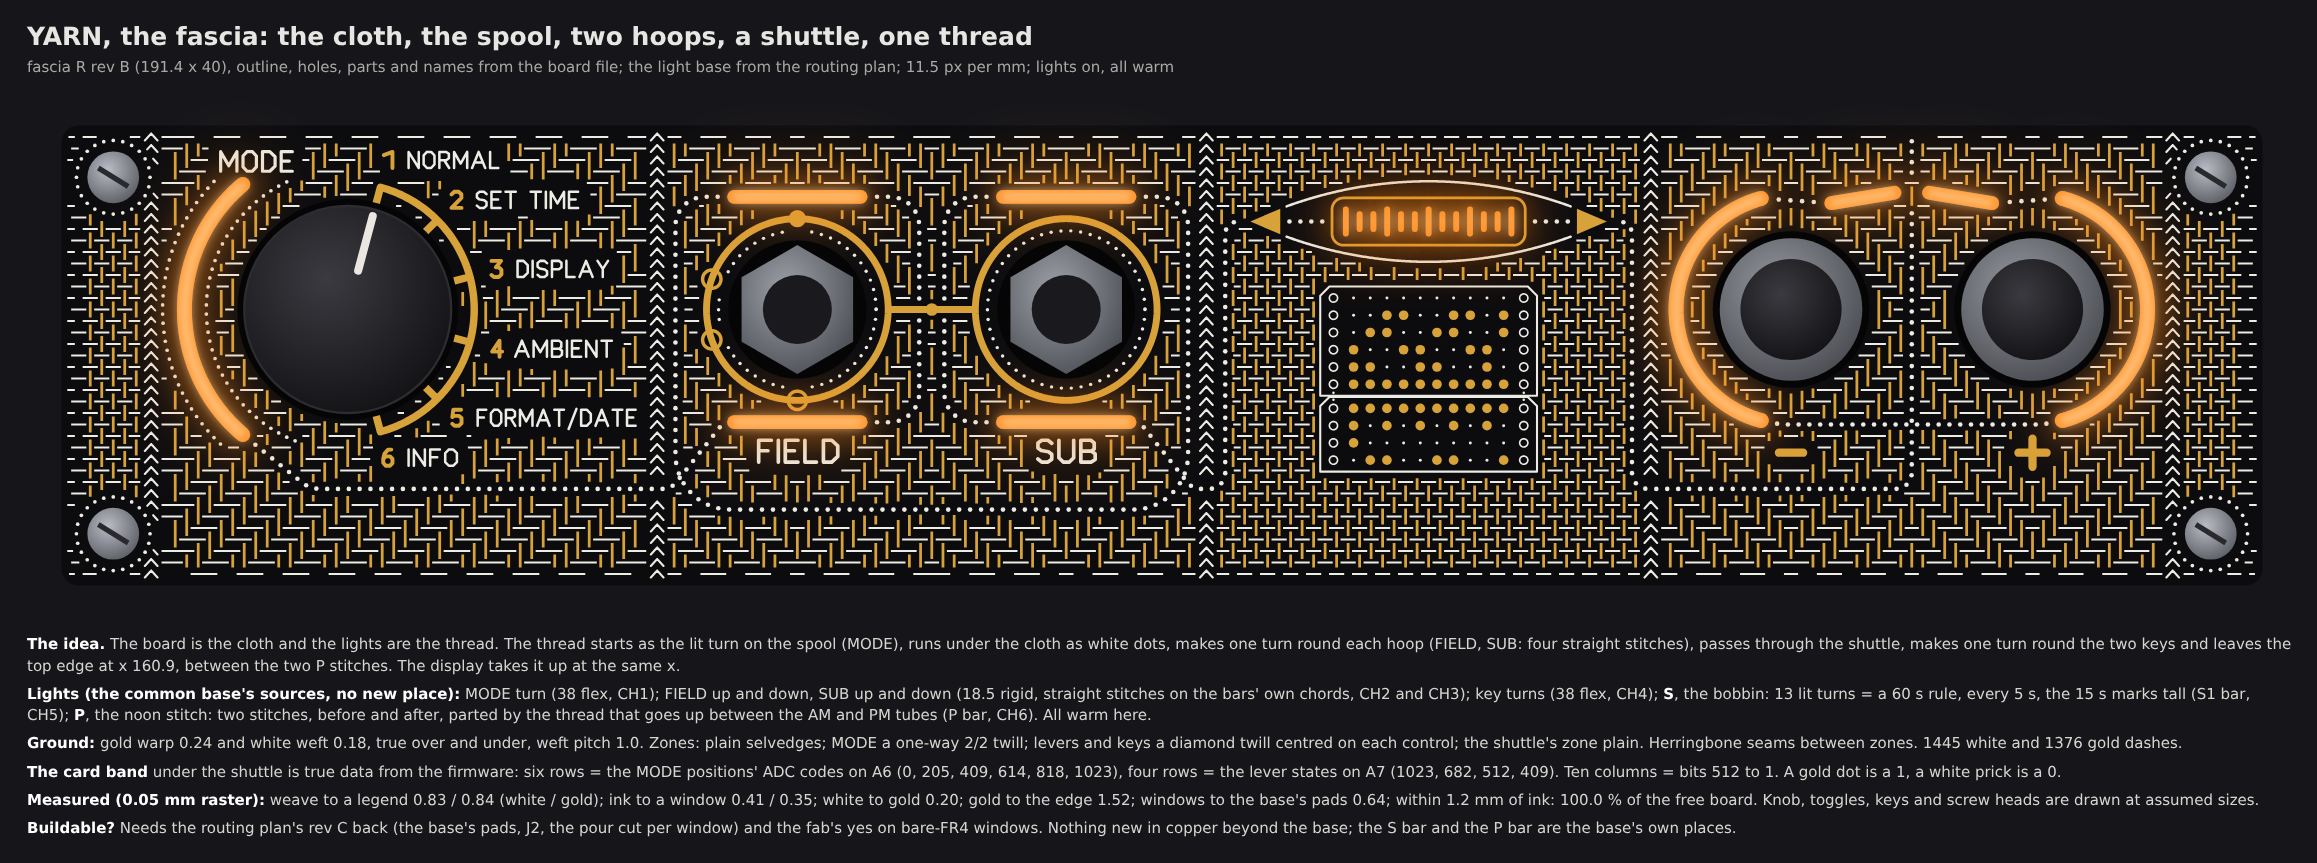 YARN, the fascia: the cloth, the spool, two hoops, a shuttle, one thread
fascia R rev B (191.4 x 40), outline, holes, parts and names from the board file; the light base from the routing plan; 11.5 px per mm; lights on, all warm
MODE
1 NORMAL
2 SET TIME
3 DISPLAY
4 AMBIENT
5 FORMAT/DATE
6 INFO
FIELD
SUB
−
+
The idea. The board is the cloth and the lights are the thread. The thread starts as the lit turn on the spool (MODE), runs under the cloth as white dots, makes one turn round each hoop (FIELD, SUB: four straight stitches), passes through the shuttle, makes one turn round the two keys and leaves the
top edge at x 160.9, between the two P stitches. The display takes it up at the same x.
Lights (the common base's sources, no new place): MODE turn (38 flex, CH1); FIELD up and down, SUB up and down (18.5 rigid, straight stitches on the bars' own chords, CH2 and CH3); key turns (38 flex, CH4); S, the bobbin: 13 lit turns = a 60 s rule, every 5 s, the 15 s marks tall (S1 bar,
CH5); P, the noon stitch: two stitches, before and after, parted by the thread that goes up between the AM and PM tubes (P bar, CH6). All warm here.
Ground: gold warp 0.24 and white weft 0.18, true over and under, weft pitch 1.0. Zones: plain selvedges; MODE a one-way 2/2 twill; levers and keys a diamond twill centred on each control; the shuttle's zone plain. Herringbone seams between zones. 1445 white and 1376 gold dashes.
The card band under the shuttle is true data from the firmware: six rows = the MODE positions' ADC codes on A6 (0, 205, 409, 614, 818, 1023), four rows = the lever states on A7 (1023, 682, 512, 409). Ten columns = bits 512 to 1. A gold dot is a 1, a white prick is a 0.
Measured (0.05 mm raster): weave to a legend 0.83 / 0.84 (white / gold); ink to a window 0.41 / 0.35; white to gold 0.20; gold to the edge 1.52; windows to the base's pads 0.64; within 1.2 mm of ink: 100.0 % of the free board. Knob, toggles, keys and screw heads are drawn at assumed sizes.
Buildable? Needs the routing plan's rev C back (the base's pads, J2, the pour cut per window) and the fab's yes on bare-FR4 windows. Nothing new in copper beyond the base; the S bar and the P bar are the base's own places.